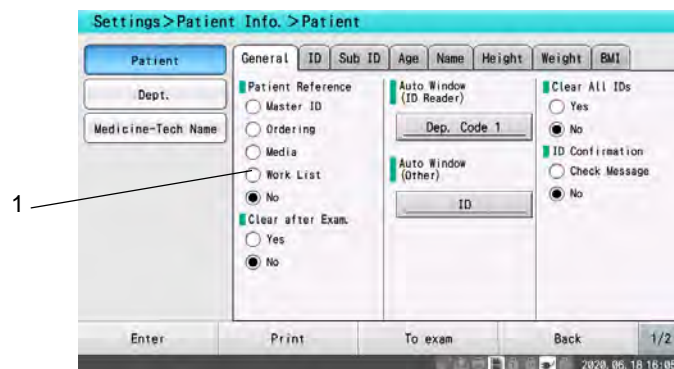 Settings>Patient Info.>Patient
Patient
Dept.
Medicine-Tech Name
General ID Sub ID Age Name Height Weight BMI
Patient Reference
Master ID
Ordering
Media
Work List
No
Clear after Exam.
Yes
No
Auto Window
(ID Reader)
Dep. Code 1
Auto Window
(Other)
ID
Clear All IDs
Yes
No
ID Confirmation
Check Message
No
1
Enter Print To exam Back 1/2
2020.06.18 16:05